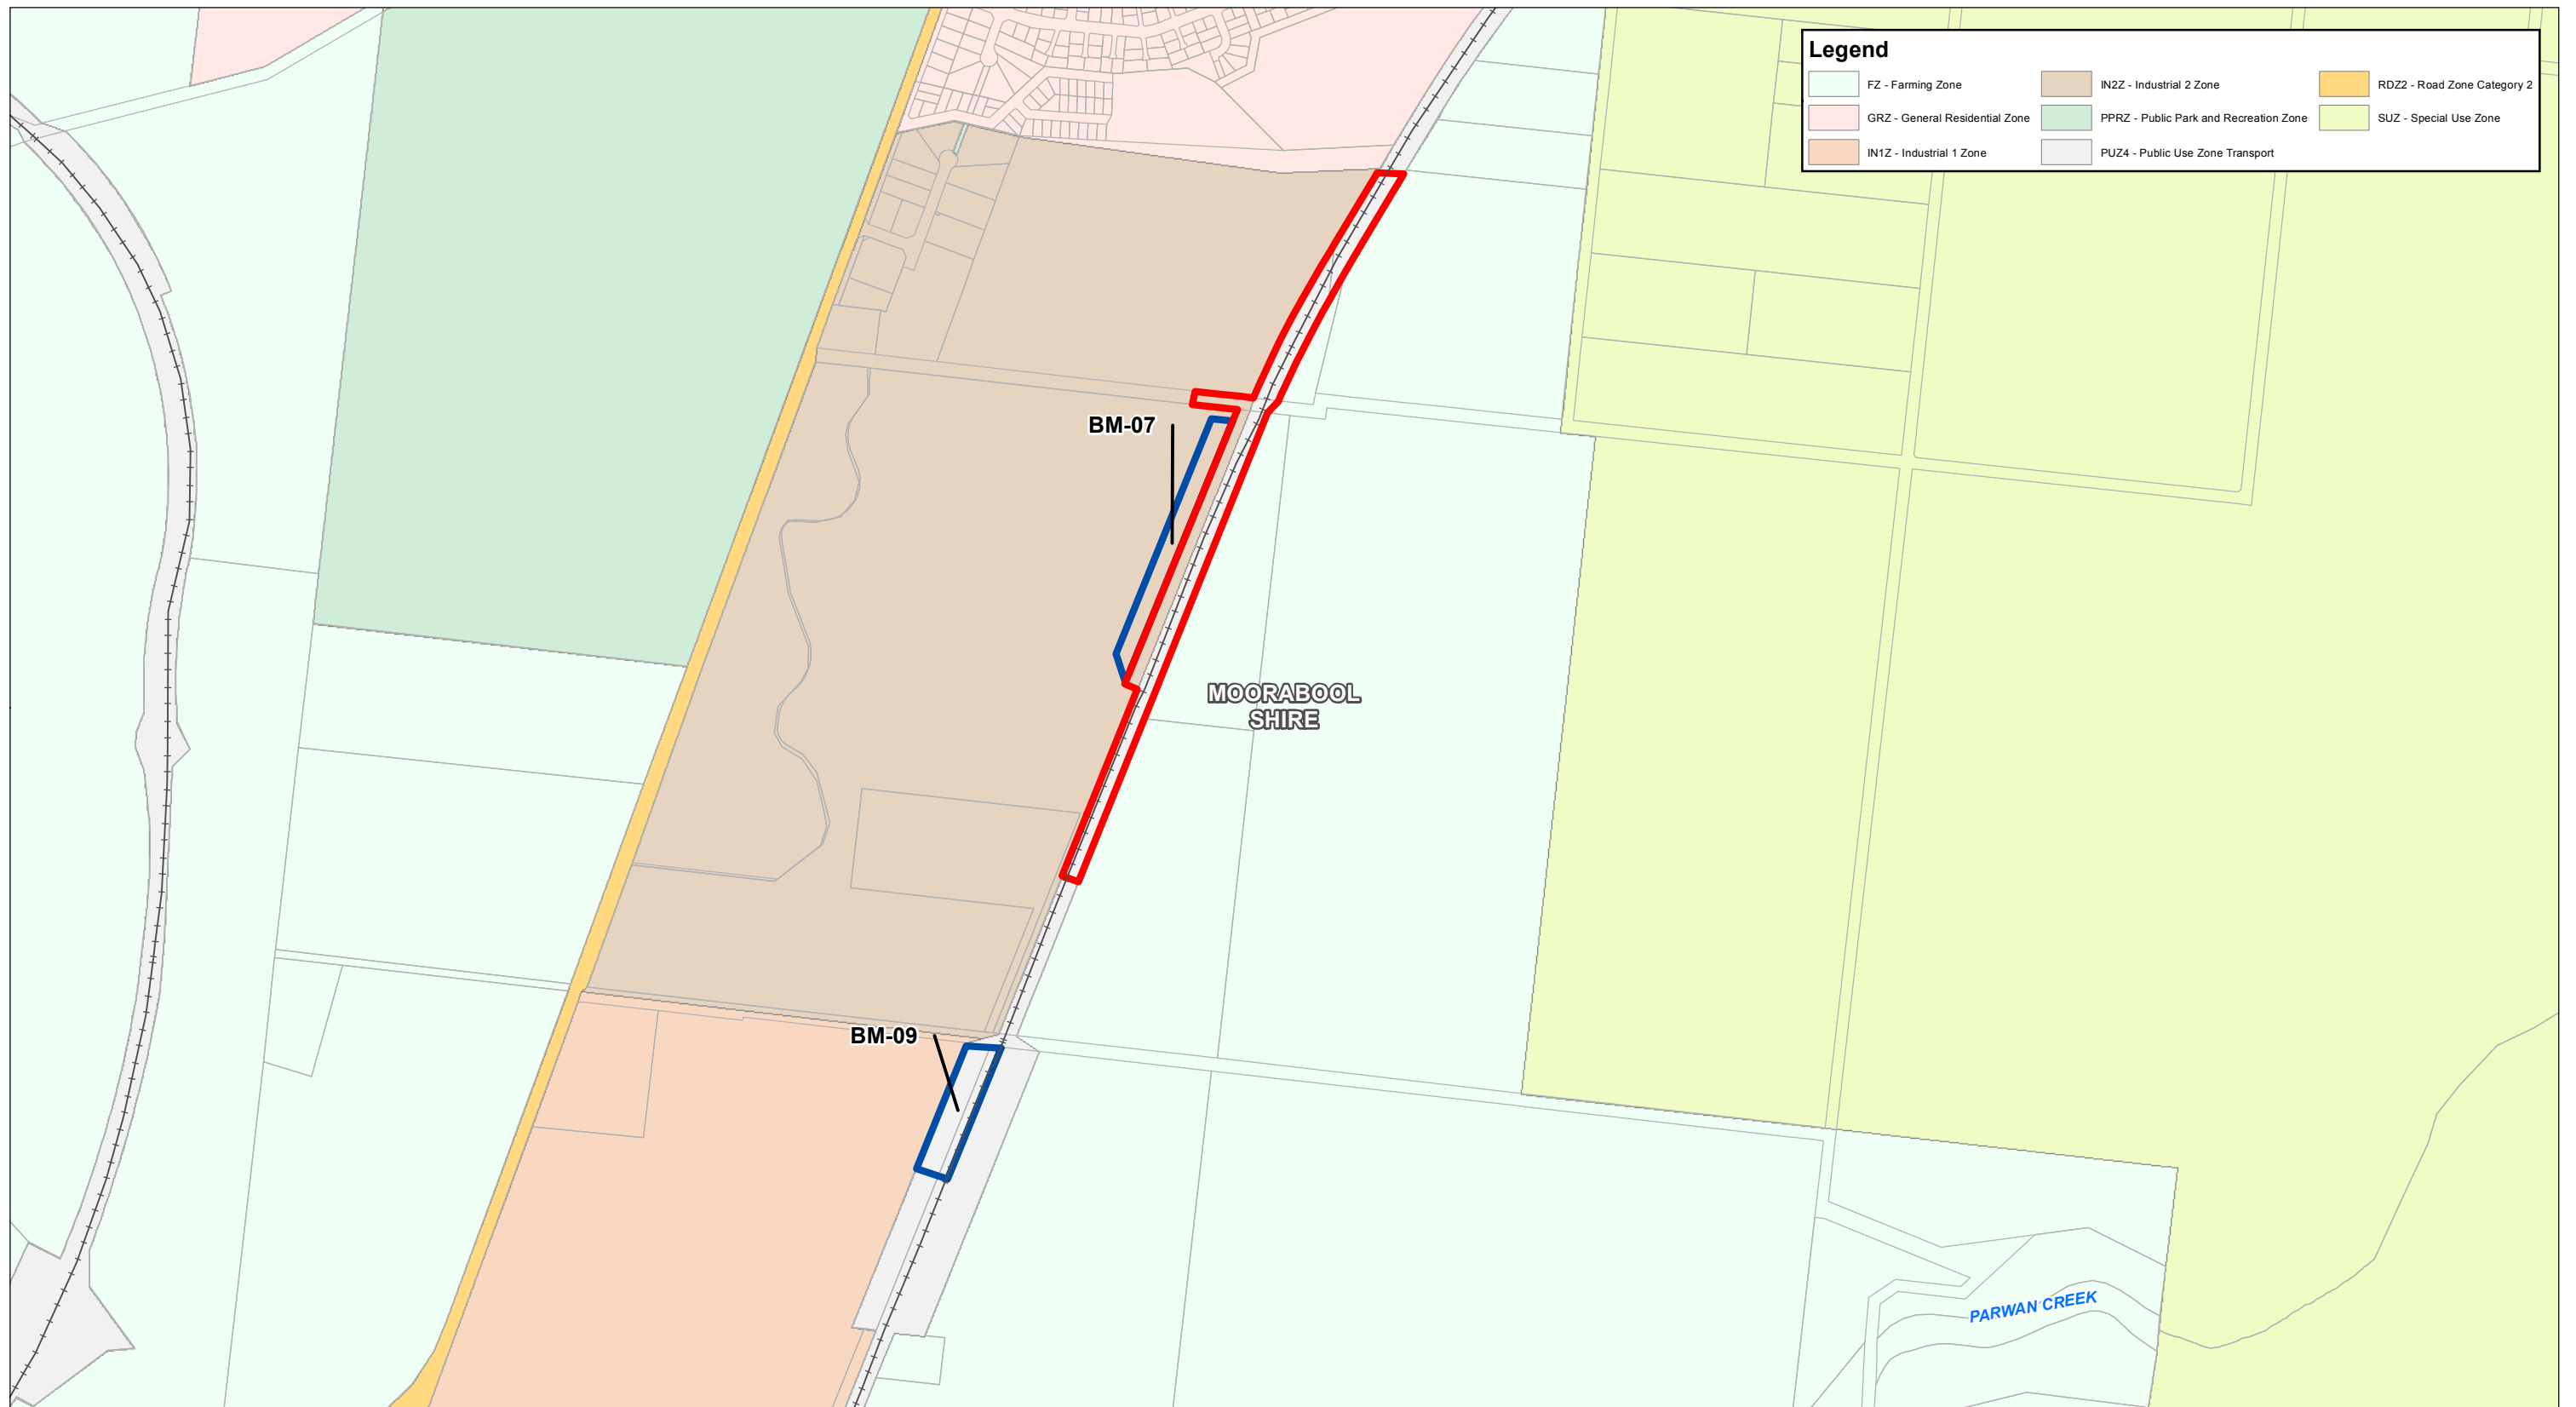 Legend
FZ - Farming Zone
IN2Z - Industrial 2 Zone
RDZ2 - Road Zone Category 2
GRZ - General Residential Zone
PPRZ - Public Park and Recreation Zone
SUZ - Special Use Zone
IN1Z - Industrial 1 Zone
PUZ4 - Public Use Zone Transport
BM-07
MOORABOOL
SHIRE
BM-09
PARWAN CREEK